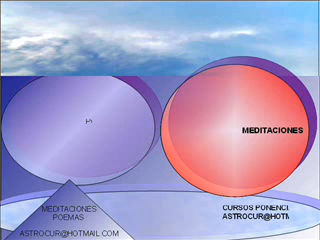 MEDITACIONES
MEDITACIONES
POEMAS
ASTROCUR@HOTMAIL.COM
CURSOS PONENCI
ASTROCUR@HOTM